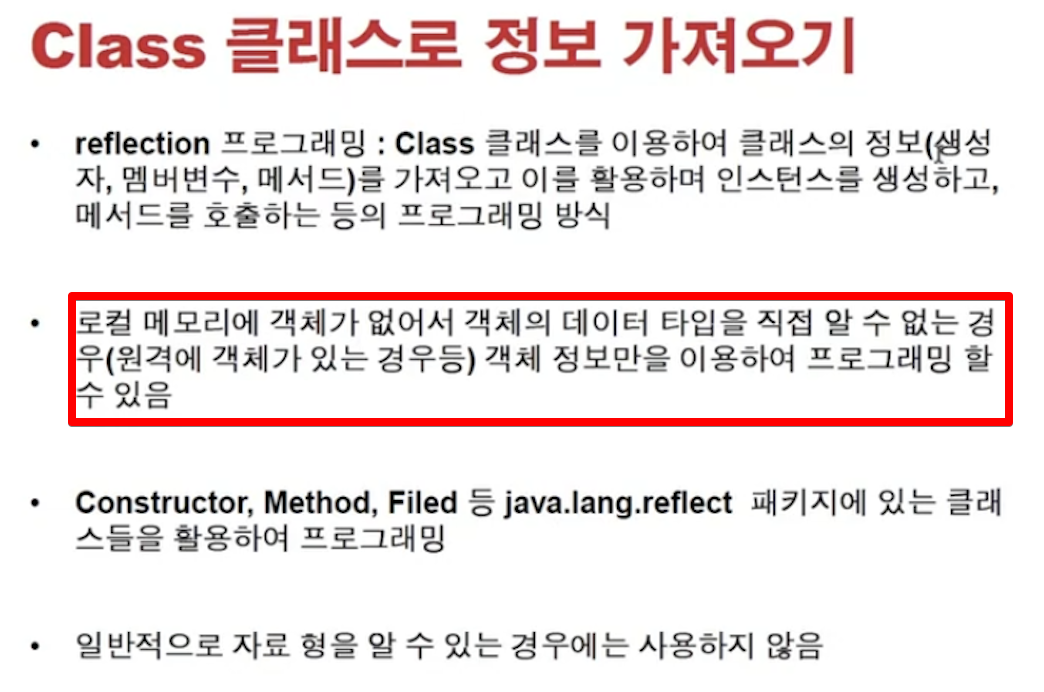 Class 클래스로 정보 가져오기
• reflection 프로그래밍 : Class 클래스를 이용하여 클래스의 정보(생성
자, 멤버변수, 메서드)를 가져오고 이를 활용하며 인스턴스를 생성하고,
메서드를 호출하는 등의 프로그래밍 방식
• 로컬 메모리에 객체가 없어서 객체의 데이터 타입을 직접 알 수 없는 경
우(원격에 객체가 있는 경우등) 객체 정보만을 이용하여 프로그래밍 할
수 있음
• Constructor, Method, Filed 등 java.lang.reflect 패키지에 있는 클래
스들을 활용하여 프로그래밍
• 일반적으로 자료 형을 알 수 있는 경우에는 사용하지 않음